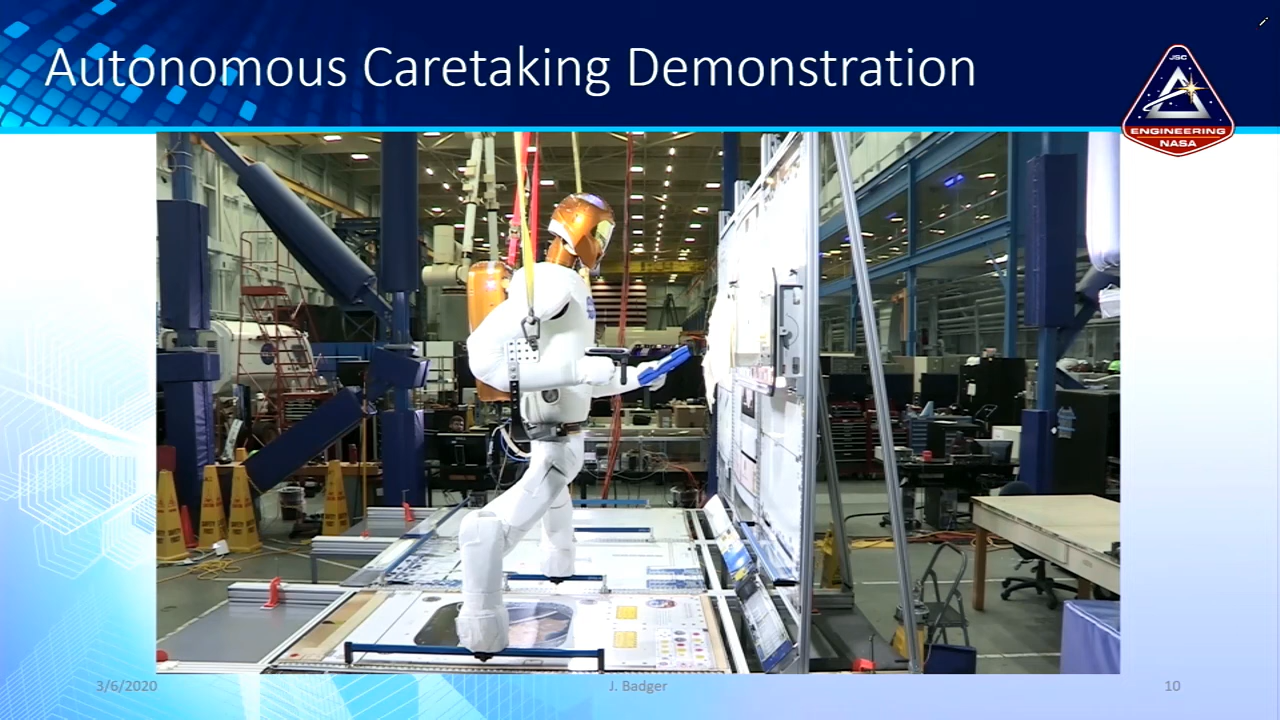 Autonomous Caretaking Demonstration
JSC
ENGINEERING
NASA
3/6/2020
J. Badger
10